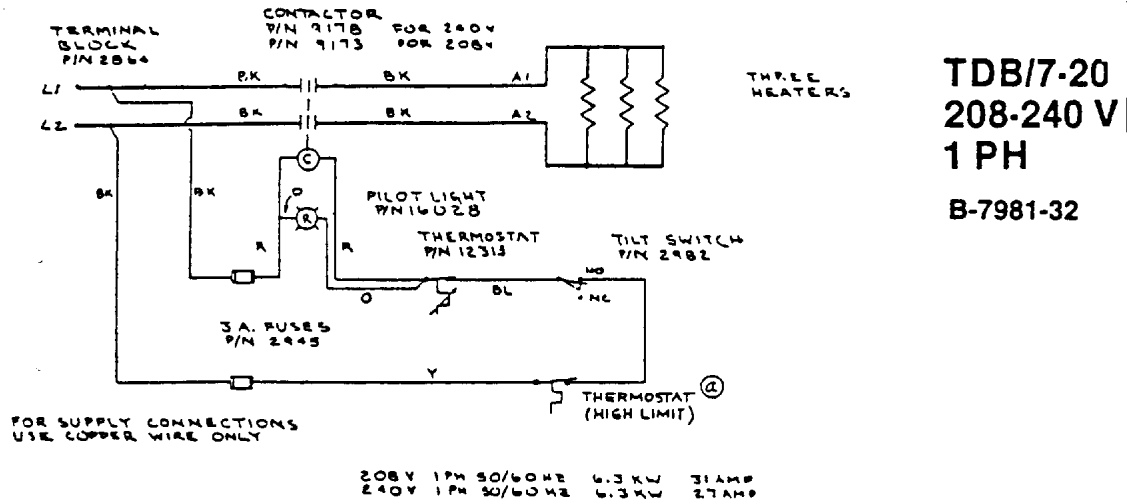 CONTACTOR
P/N 9178 FOR 240V
P/N 9173 FOR 208V
TERMINAL
BLOCK
P/N 2864
L1
BK
BK
A1
THREE
HEATERS
L2
BK
BK
A2
C
BK
BK
O
R
PILOT LIGHT
P/N 16028
R
R
THERMOSTAT
P/N 12313
TILT SWITCH
P/N 2982
NO
NC
O
BL
3 A. FUSES
P/N 2945
Y
THERMOSTAT a
(HIGH LIMIT)
FOR SUPPLY CONNECTIONS
USE COPPER WIRE ONLY
208V 1PH 50/60HZ 6.3KW 31AMP
240V 1PH 50/60HZ 6.3KW 27AMP
TDB/7-20
208-240 V
1 PH
B-7981-32